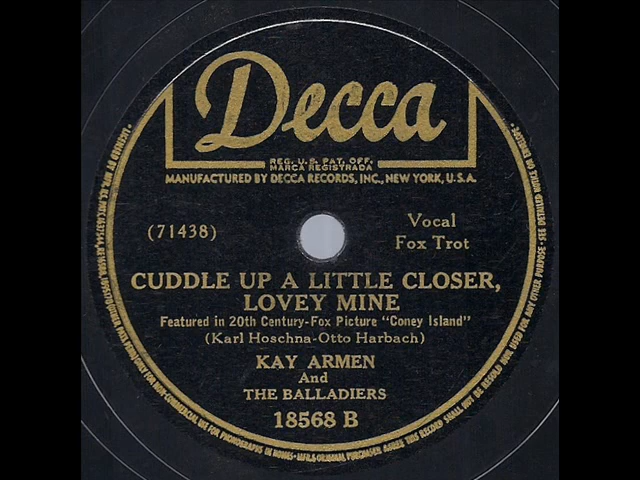 Decca
REG. U.S. PAT. OFF.
MARCA REGISTRADA
MANUFACTURED BY DECCA RECORDS, INC., NEW YORK, U.S.A.
(71438)
Vocal
Fox Trot
CUDDLE UP A LITTLE CLOSER,
LOVEY MINE
Featured in 20th Century-Fox Picture "Coney Island"
(Karl Hoschna-Otto Harbach)
KAY ARMEN
And
THE BALLADIERS
18568 B